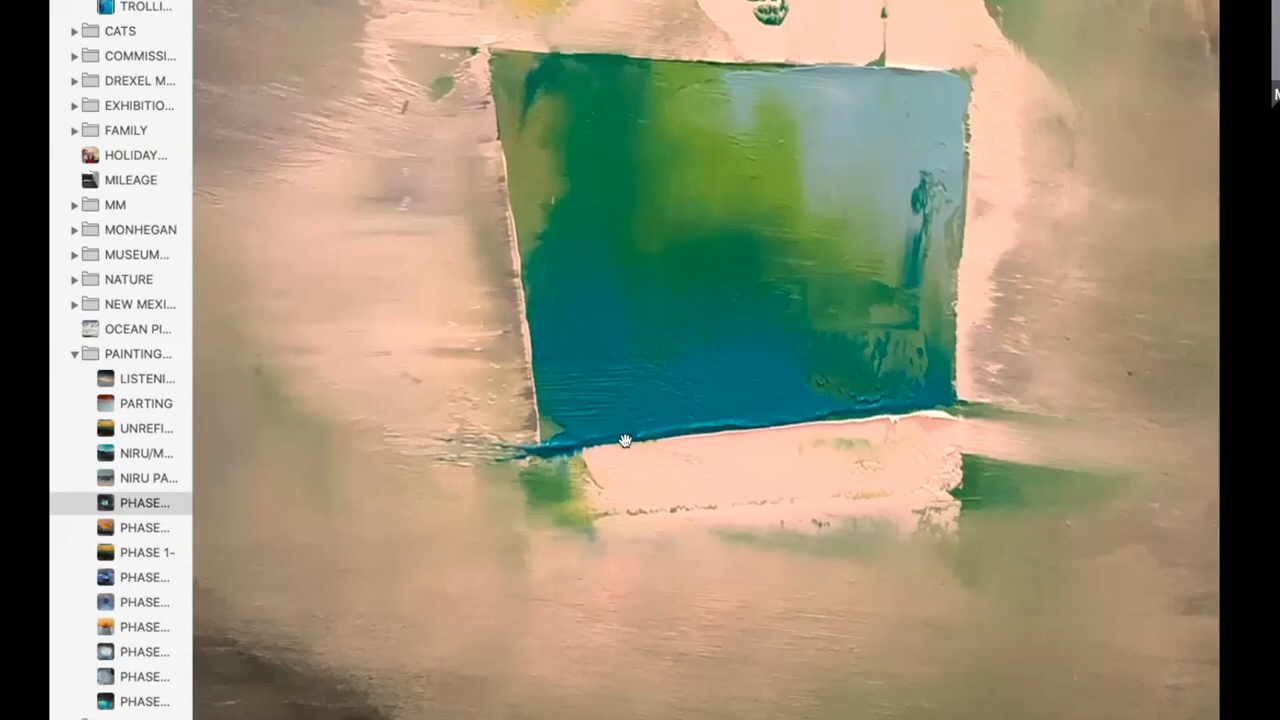 TROLLI...
CATS
COMMISSI...
DREXEL M...
EXHIBITIO...
FAMILY
HOLIDAY...
MILEAGE
MM
MONHEGAN
MUSEUM...
NATURE
NEW MEXI...
OCEAN PI...
PAINTING...
LISTENI...
PARTING
UNREFI...
NIRU/M...
NIRU PA...
PHASE...
PHASE...
PHASE 1-
PHASE...
PHASE...
PHASE...
PHASE...
PHASE...
PHASE...